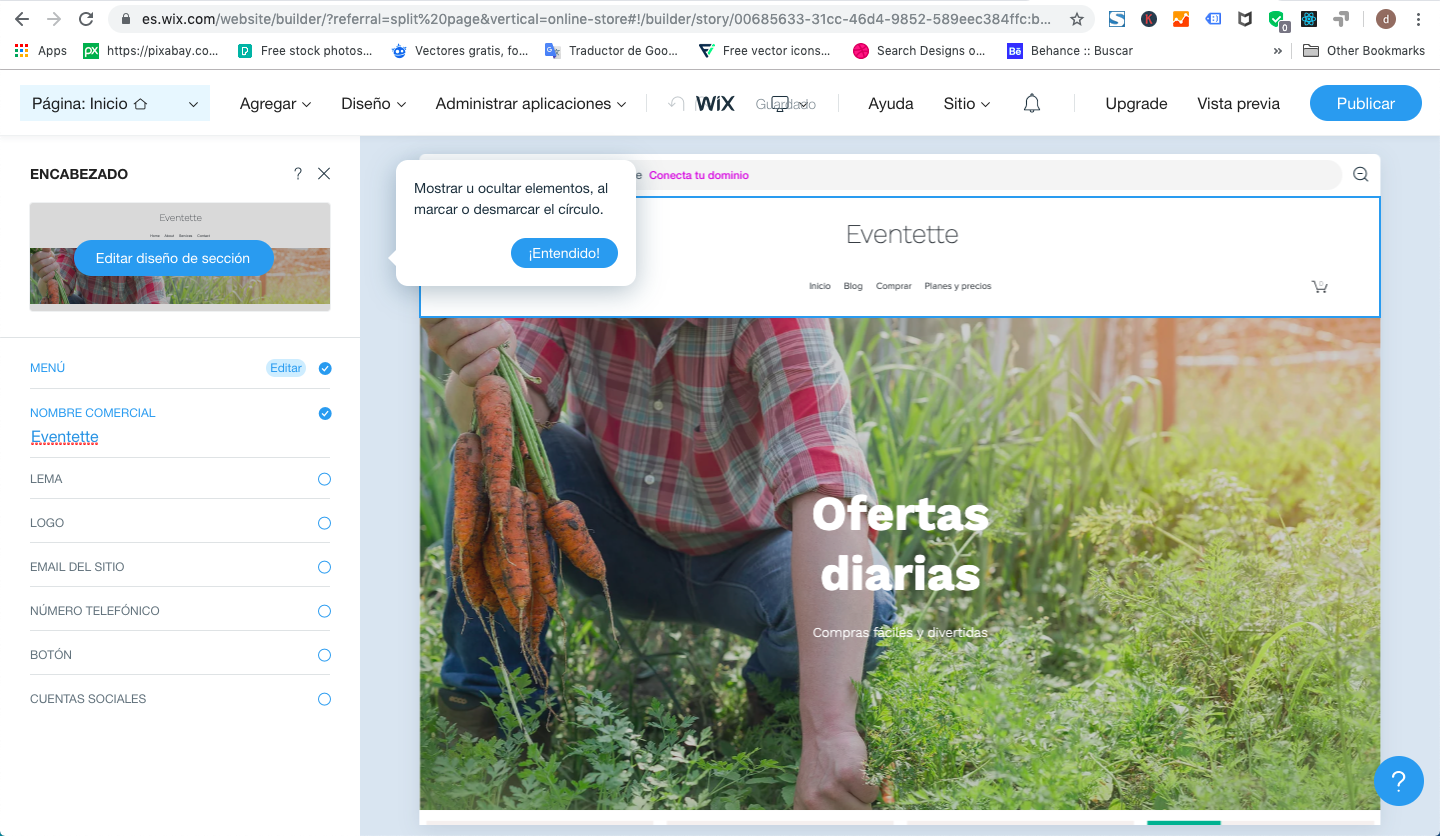 es.wix.com/website/builder/?referral=split%20page&vertical=online-store#!/builder/story/00685633-31cc-46d4-9852-589eec384ffc:b...
0
d
Apps
px
https://pixabay.co...
Free stock photos...
Vectores gratis, fo...
Traductor de Goo...
Free vector icons...
Search Designs o...
Bē
Behance :: Buscar
»
Other Bookmarks
Página: Inicio
Agregar
Diseño
Administrar aplicaciones
WiX
Guardado
Ayuda
Sitio
Upgrade
Vista previa
Publicar
ENCABEZADO
?
Eventette
Home About Services Contact
Editar diseño de sección
Mostrar u ocultar elementos, al
marcar o desmarcar el círculo.
¡Entendido!
e Conecta tu dominio
MENÚ
Editar
NOMBRE COMERCIAL
Eventette
LEMA
LOGO
EMAIL DEL SITIO
NÚMERO TELEFÓNICO
BOTÓN
CUENTAS SOCIALES
Eventette
Inicio Blog Comprar Planes y precios
Ofertas
diarias
Compras fáciles y divertidas
?